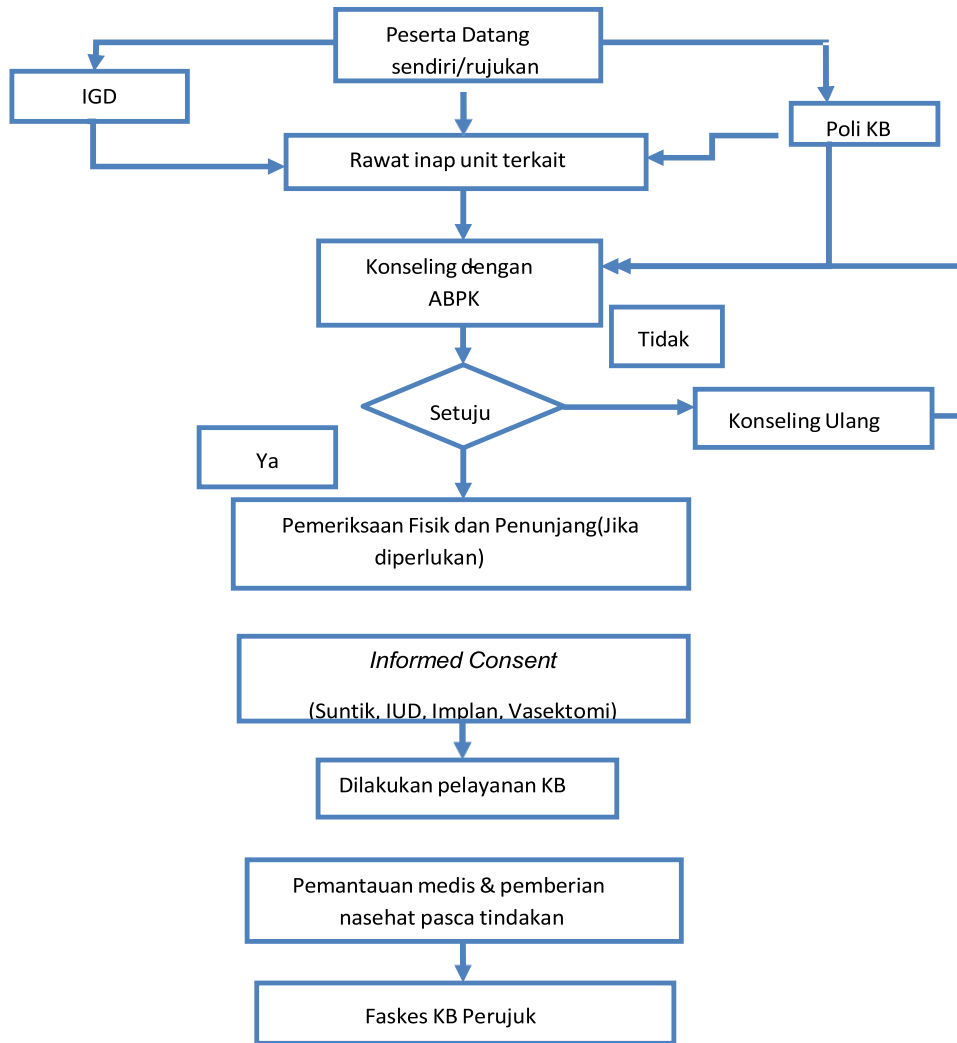 Peserta Datang
sendiri/rujukan
IGD
Poli KB
Rawat inap unit terkait
Konseling dengan
ABPK
Tidak
Setuju
Konseling Ulang
Ya
Pemeriksaan Fisik dan Penunjang(Jika
diperlukan)
Informed Consent
(Suntik, IUD, Implan, Vasektomi)
Dilakukan pelayanan KB
Pemantauan medis & pemberian
nasehat pasca tindakan
Faskes KB Perujuk